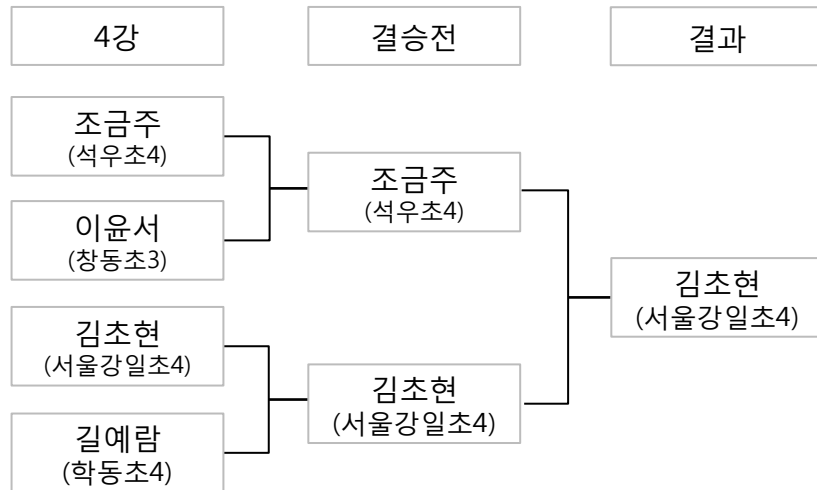 4강
결승전
결과
조금주
(석우초4)
이윤서
(창동초3)
김초현
(서울강일초4)
길예람
(학동초4)
조금주
(석우초4)
김초현
(서울강일초4)
김초현
(서울강일초4)